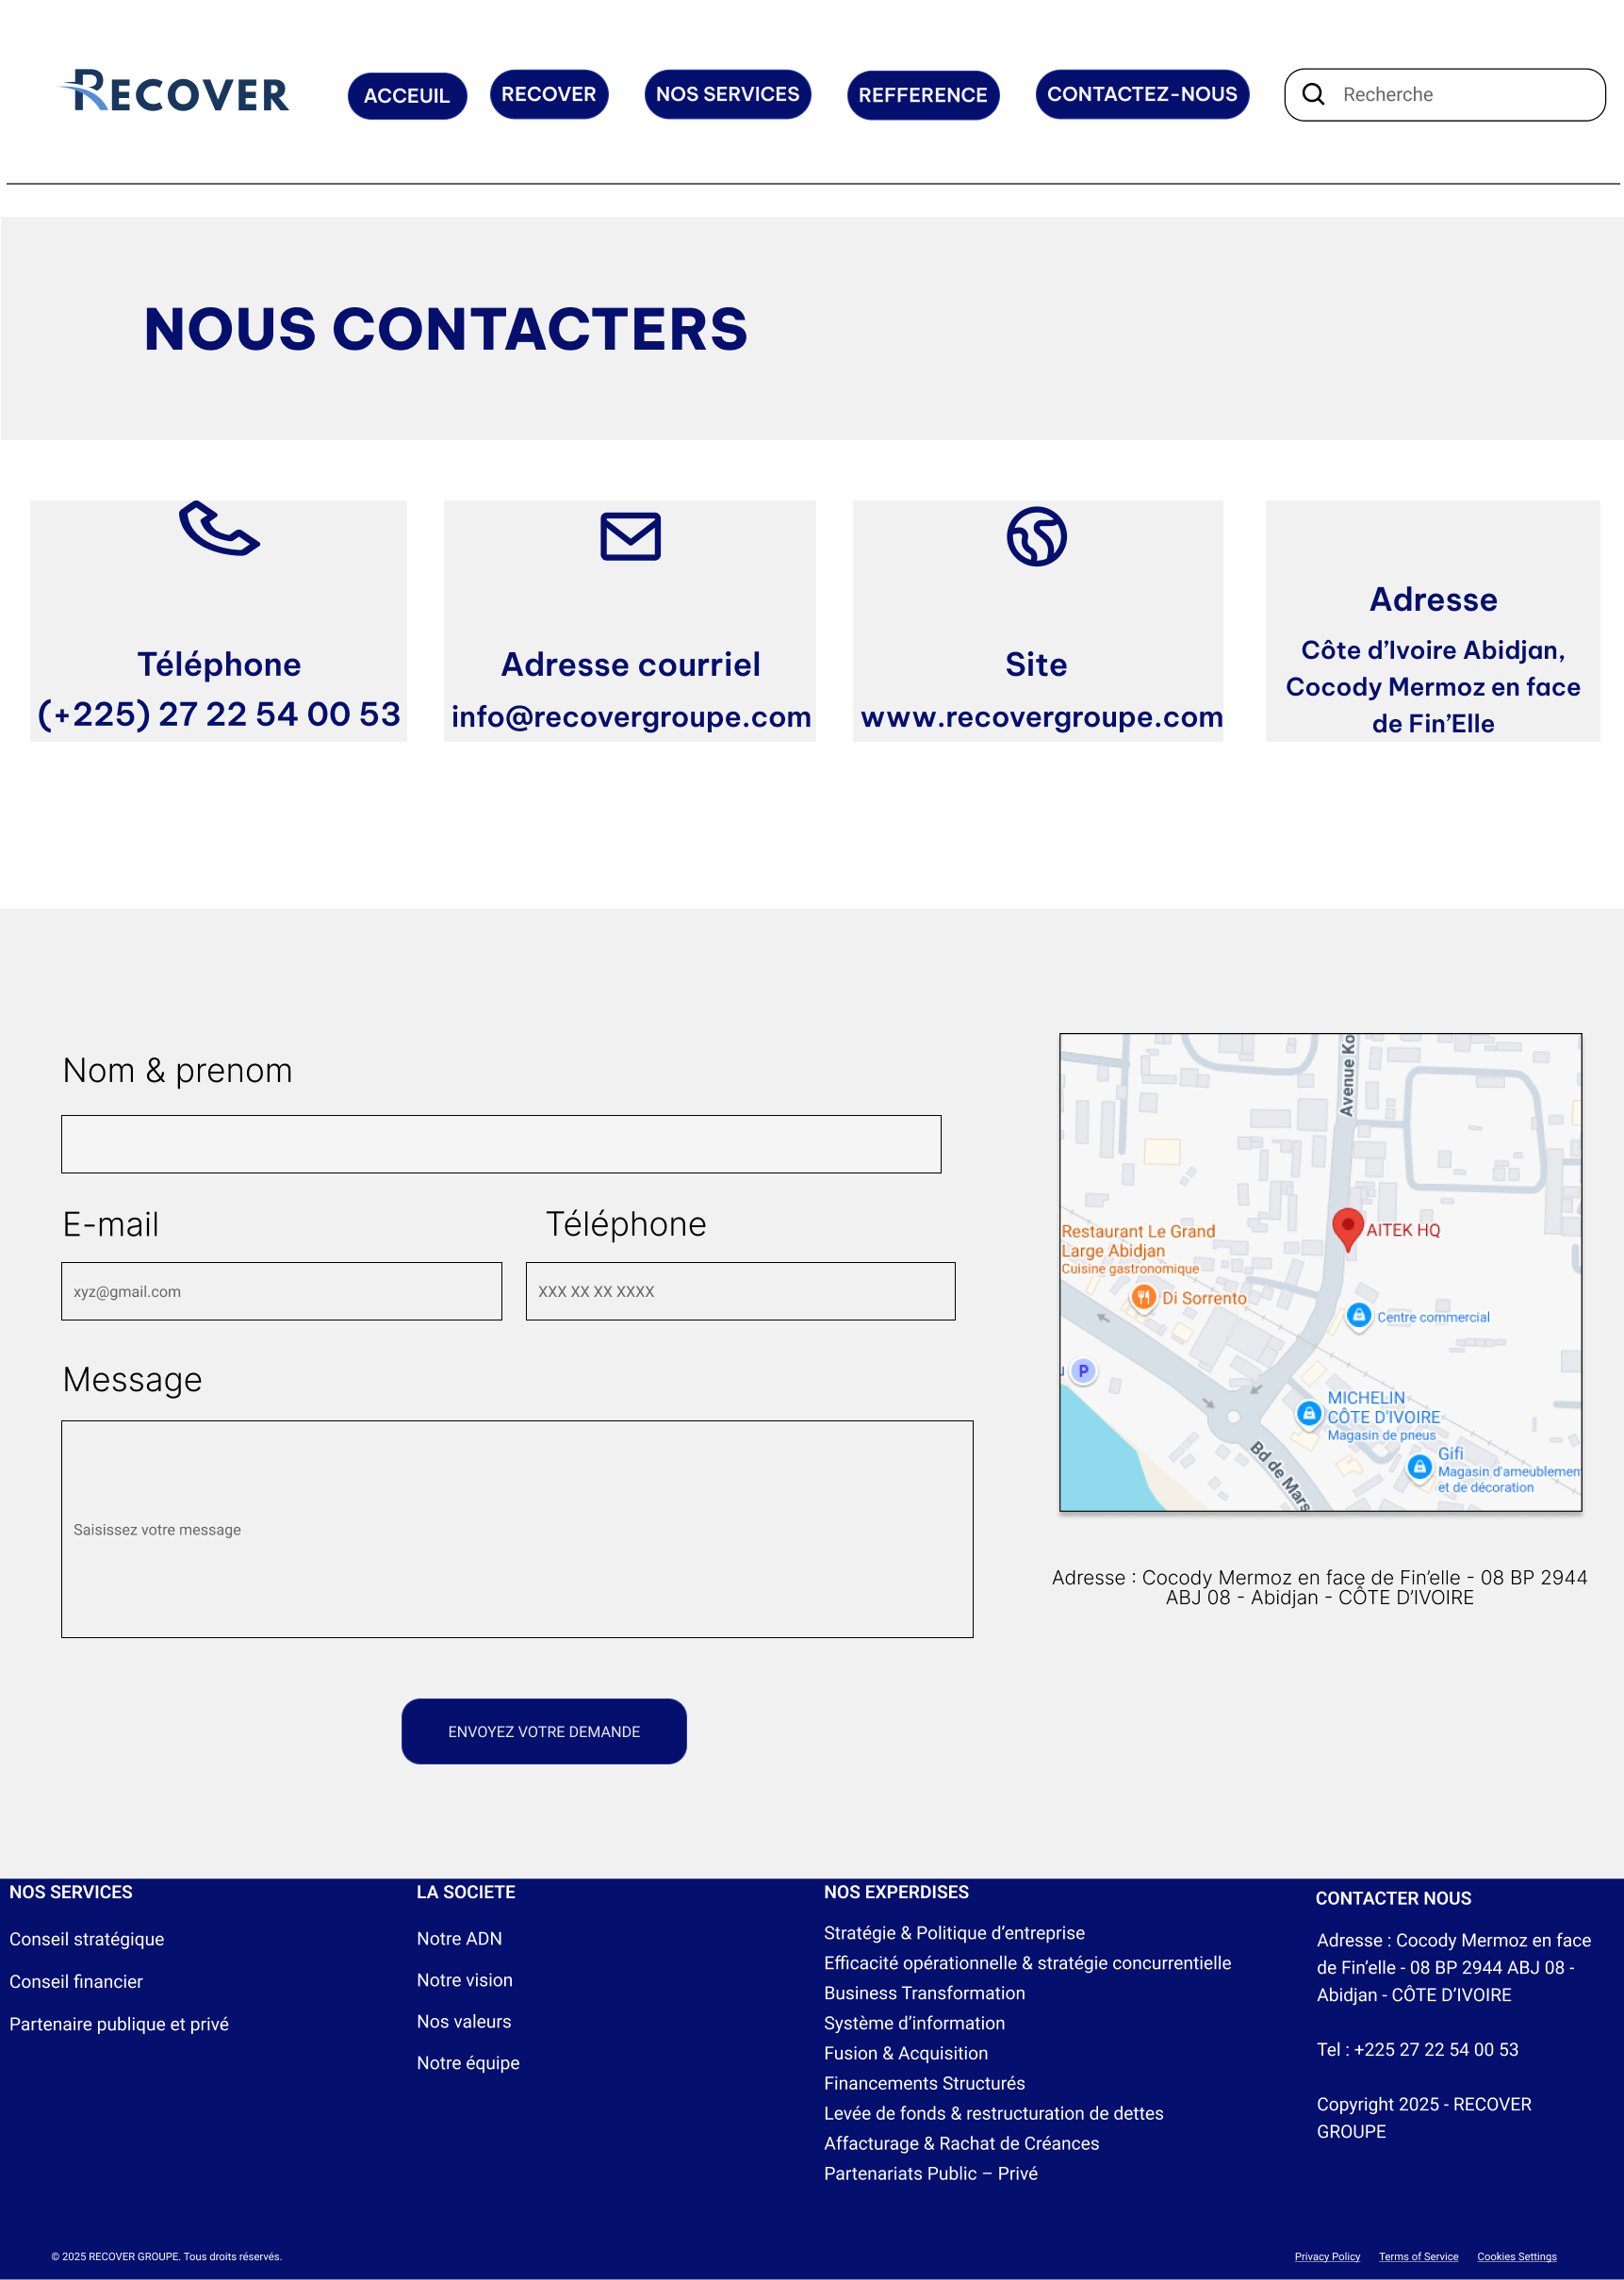 RECOVER
ACCEUIL
RECOVER
NOS SERVICES
REFFERENCE
CONTACTEZ-NOUS
Recherche
NOUS CONTACTERS
Téléphone
(+225) 27 22 54 00 53
Adresse courriel
info@recovergroupe.com
Site
www.recovergroupe.com
Adresse
Côte d’Ivoire Abidjan,
Cocody Mermoz en face
de Fin’Elle
Nom & prenom
E-mail
Téléphone
xyz@gmail.com
XXX XX XX XXXX
Message
Saisissez votre message
ENVOYEZ VOTRE DEMANDE
Avenue Ko
AITEK HQ
Restaurant Le Grand
Large Abidjan
Cuisine gastronomique
Di Sorrento
Centre commercial
P
MICHELIN
CÔTE D'IVOIRE
Magasin de pneus
Gifi
Magasin d'ameublemen
et de décoration
Bd de Mars
Adresse : Cocody Mermoz en face de Fin’elle - 08 BP 2944
ABJ 08 - Abidjan - CÔTE D’IVOIRE
NOS SERVICES
Conseil stratégique
Conseil financier
Partenaire publique et privé
LA SOCIETE
Notre ADN
Notre vision
Nos valeurs
Notre équipe
NOS EXPERDISES
Stratégie & Politique d’entreprise
Efficacité opérationnelle & stratégie concurrentielle
Business Transformation
Système d’information
Fusion & Acquisition
Financements Structurés
Levée de fonds & restructuration de dettes
Affacturage & Rachat de Créances
Partenariats Public – Privé
CONTACTER NOUS
Adresse : Cocody Mermoz en face
de Fin’elle - 08 BP 2944 ABJ 08 -
Abidjan - CÔTE D’IVOIRE
Tel : +225 27 22 54 00 53
Copyright 2025 - RECOVER
GROUPE
© 2025 RECOVER GROUPE. Tous droits réservés.
Privacy Policy
Terms of Service
Cookies Settings